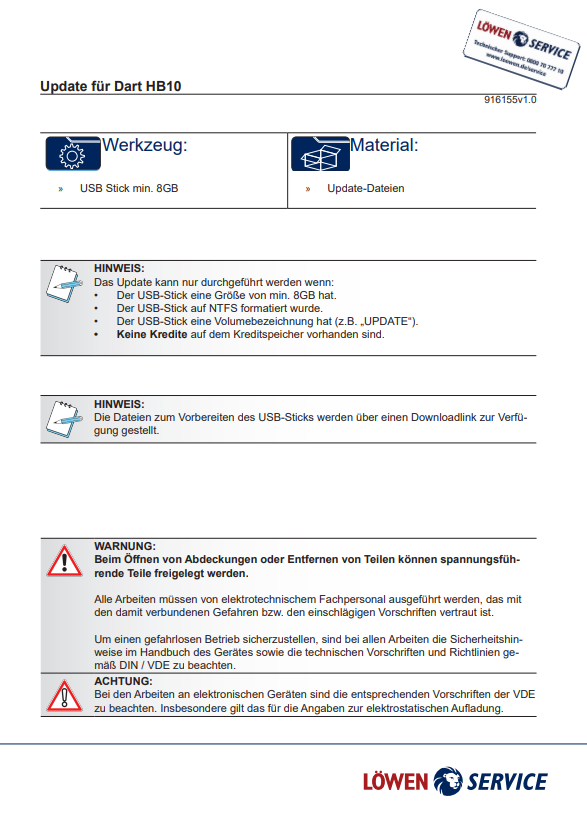 LÖWEN SERVICE
Technischer Support: 0800 70 777 10
www.loewen.de/service
Update für Dart HB10
916155v1.0
Werkzeug:
» USB Stick min. 8GB
Material:
» Update-Dateien
HINWEIS:
Das Update kann nur durchgeführt werden wenn:
• Der USB-Stick eine Größe von min. 8GB hat.
• Der USB-Stick auf NTFS formatiert wurde.
• Der USB-Stick eine Volumebezeichnung hat (z.B. „UPDATE“).
• Keine Kredite auf dem Kreditspeicher vorhanden sind.
HINWEIS:
Die Dateien zum Vorbereiten des USB-Sticks werden über einen Downloadlink zur Verfü-
gung gestellt.
WARNUNG:
Beim Öffnen von Abdeckungen oder Entfernen von Teilen können spannungsfüh-
rende Teile freigelegt werden.
Alle Arbeiten müssen von elektrotechnischem Fachpersonal ausgeführt werden, das mit
den damit verbundenen Gefahren bzw. den einschlägigen Vorschriften vertraut ist.
Um einen gefahrlosen Betrieb sicherzustellen, sind bei allen Arbeiten die Sicherheitshin-
weise im Handbuch des Gerätes sowie die technischen Vorschriften und Richtlinien ge-
mäß DIN / VDE zu beachten.
ACHTUNG:
Bei den Arbeiten an elektronischen Geräten sind die entsprechenden Vorschriften der VDE
zu beachten. Insbesondere gilt das für die Angaben zur elektrostatischen Aufladung.
LÖWEN SERVICE